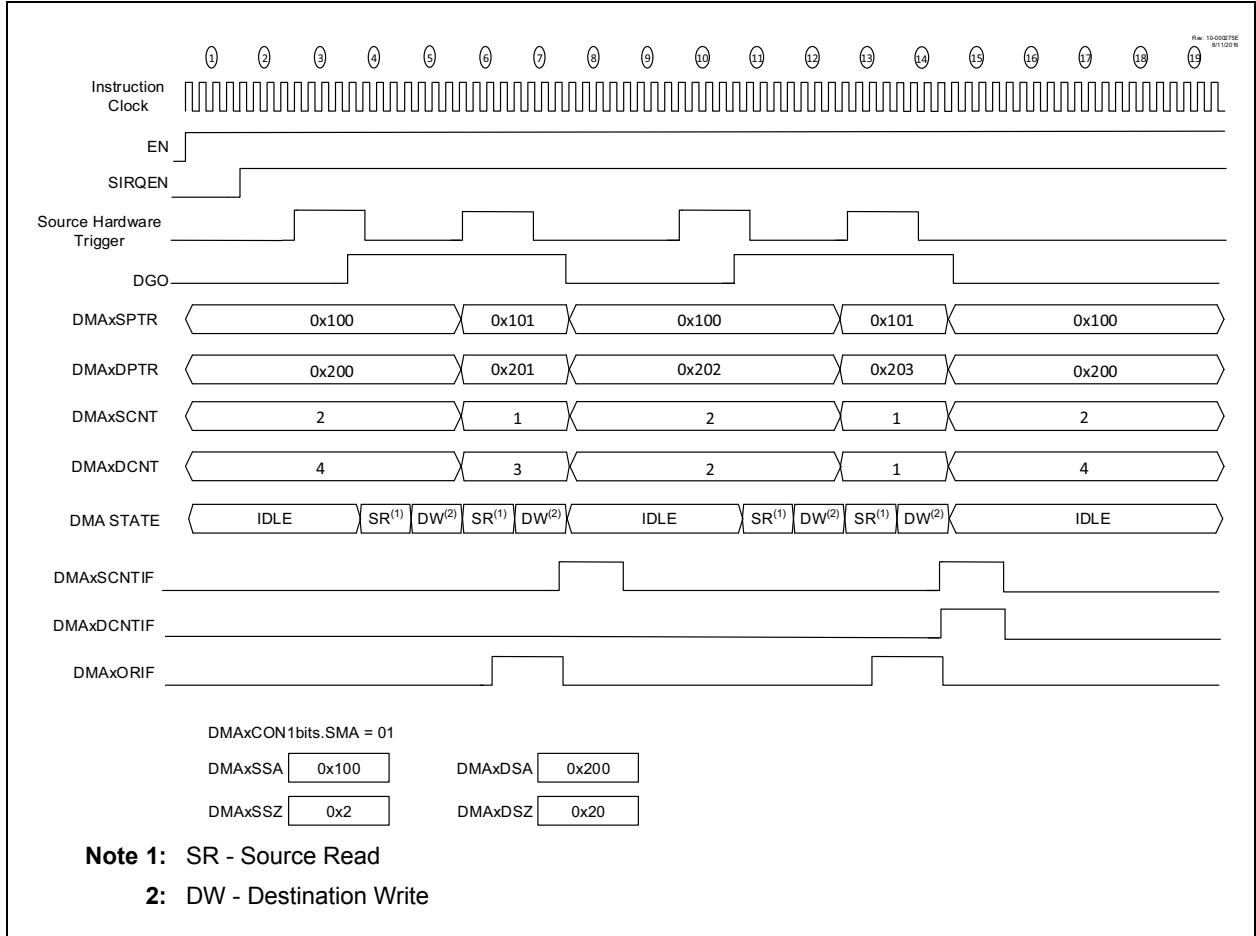 Rev. 10-000275E
8/11/2016
1 2 3 4 5 6 7 8 9 10 11 12 13 14 15 16 17 18 19
Instruction
Clock
EN
SIRQEN
Source Hardware
Trigger
DGO
DMAxSPTR 0x100 0x101 0x100 0x101 0x100
DMAxDPTR 0x200 0x201 0x202 0x203 0x200
DMAxSCNT 2 1 2 1 2
DMAxDCNT 4 3 2 1 4
DMA STATE IDLE SR(1) DW(2) SR(1) DW(2) IDLE SR(1) DW(2) SR(1) DW(2) IDLE
DMAxSCNTIF
DMAxDCNTIF
DMAxORIF
DMAxCON1bits.SMA = 01
DMAxSSA 0x100 DMAxDSA 0x200
DMAxSSZ 0x2 DMAxDSZ 0x20
Note 1: SR - Source Read
2: DW - Destination Write